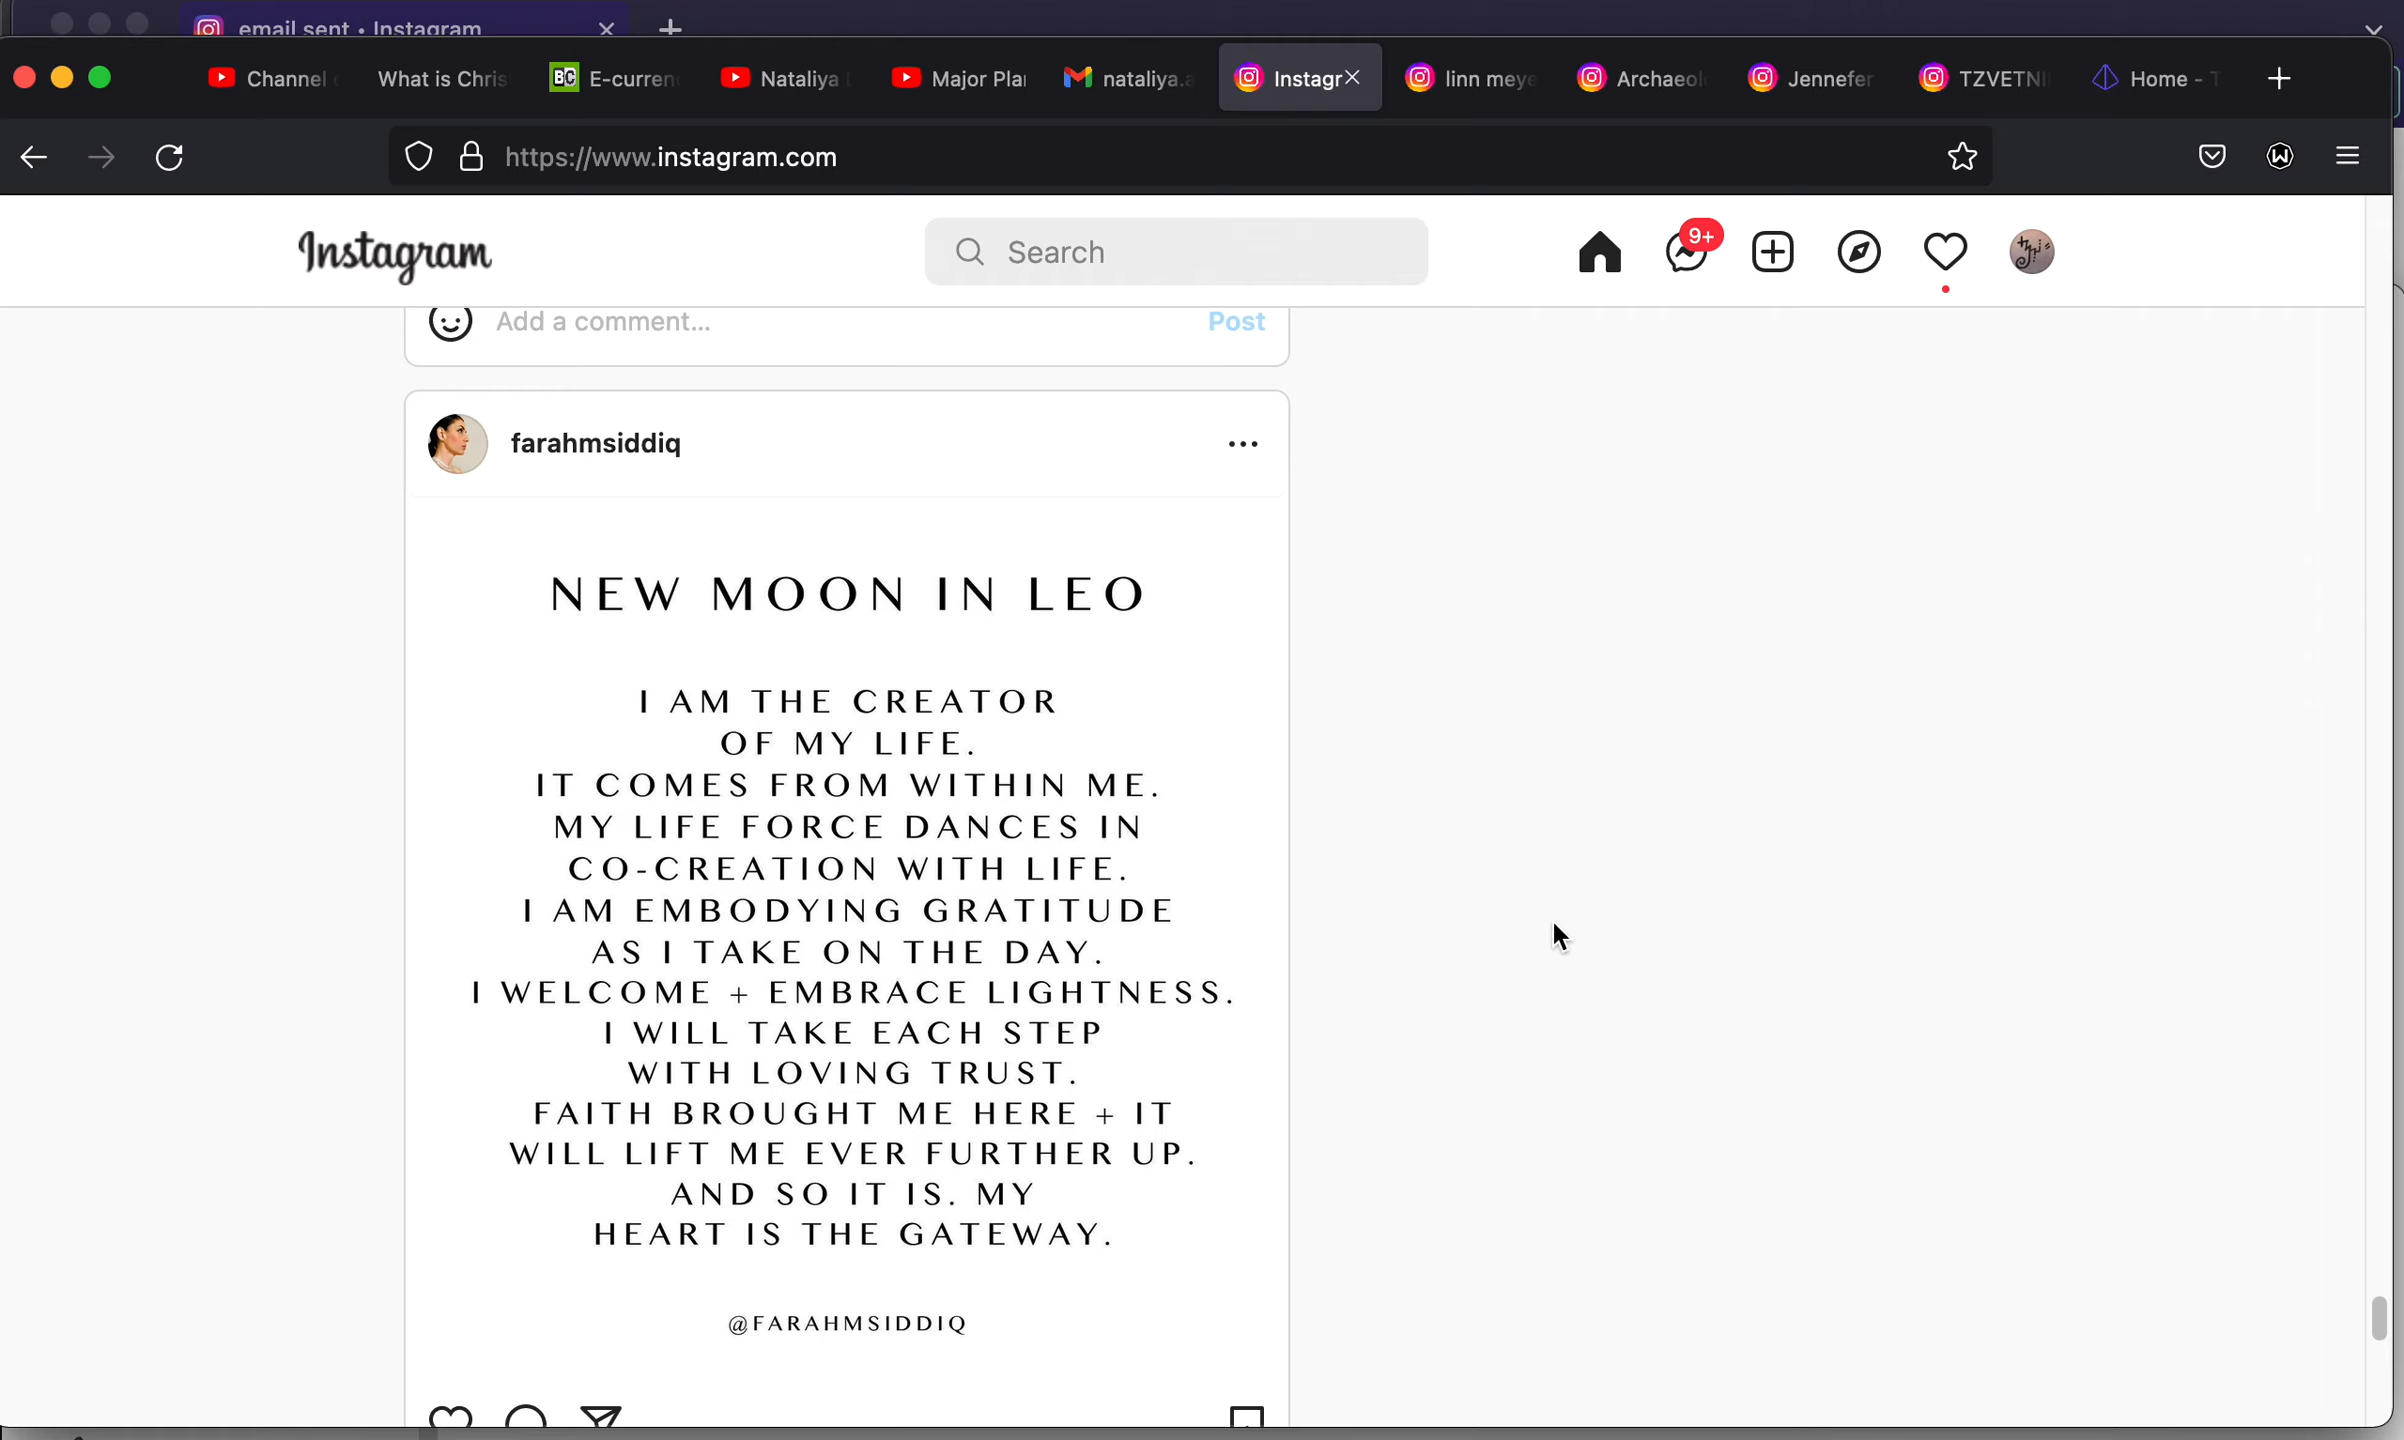 email sent • Instagram
Channel
What is Chris
BC E-curren
Nataliya
Major Plan
nataliya.a
Instagr
linn meye
Archaeol
Jennefer
TZVETNI
Home - T
https://www.instagram.com
Instagram
Search
9+
Add a comment...
Post
farahmsiddiq
NEW MOON IN LEO
I AM THE CREATOR
OF MY LIFE.
IT COMES FROM WITHIN ME.
MY LIFE FORCE DANCES IN
CO-CREATION WITH LIFE.
I AM EMBODYING GRATITUDE
AS I TAKE ON THE DAY.
I WELCOME + EMBRACE LIGHTNESS.
I WILL TAKE EACH STEP
WITH LOVING TRUST.
FAITH BROUGHT ME HERE + IT
WILL LIFT ME EVER FURTHER UP.
AND SO IT IS. MY
HEART IS THE GATEWAY.
@FARAHMSIDDIQ